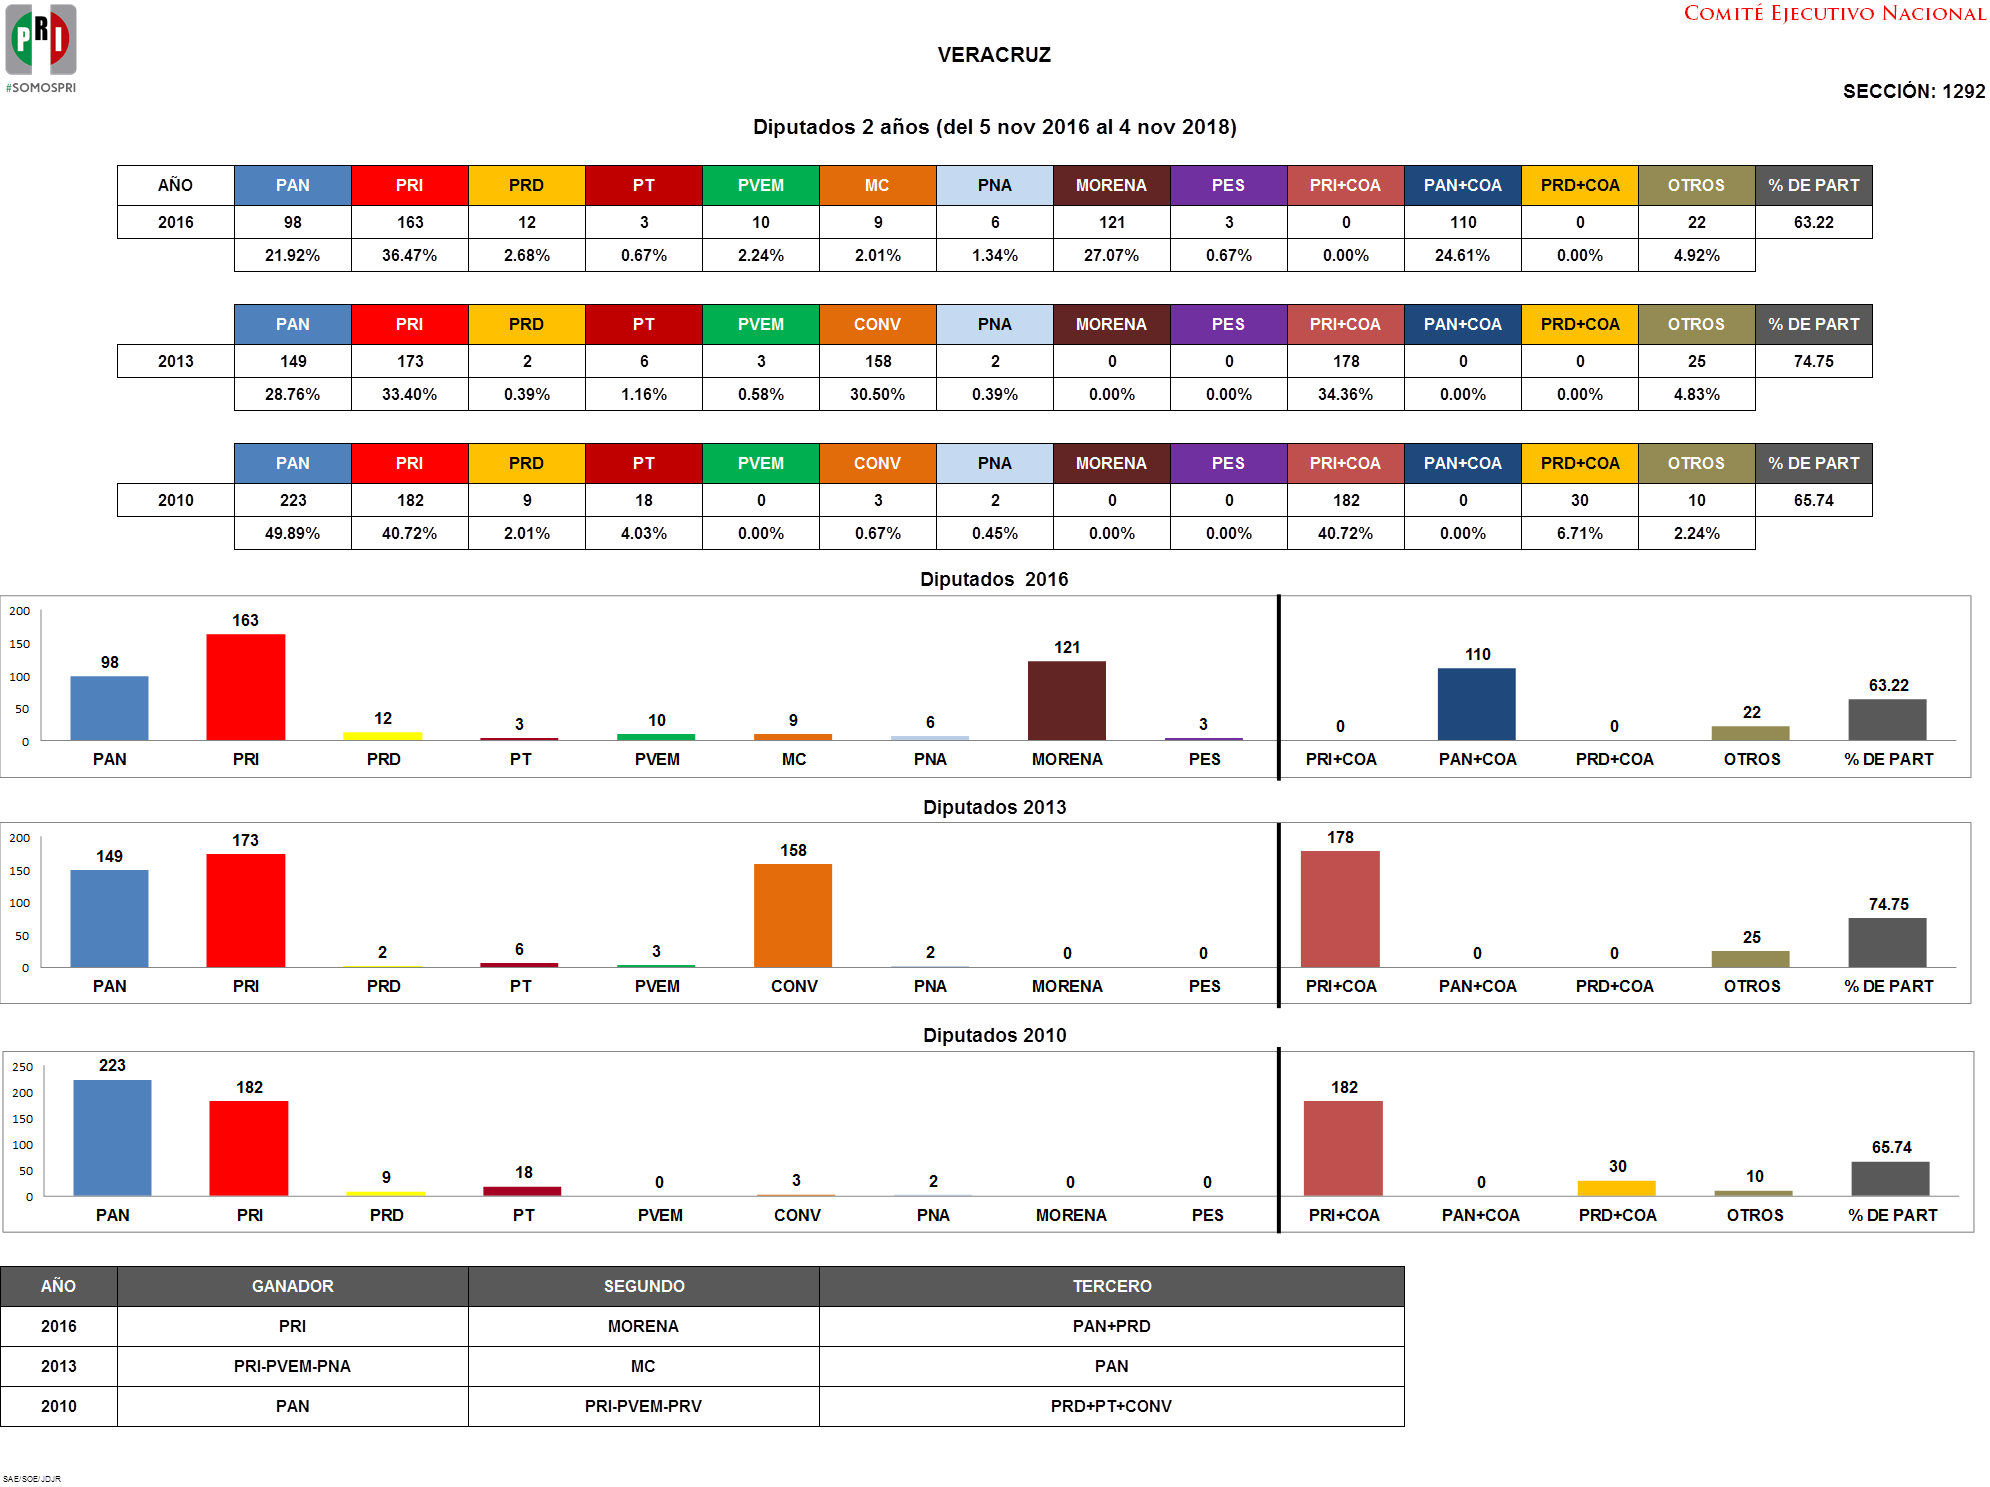 COMITÉ EJECUTIVO NACIONAL
PRI
#SOMOSPRI
VERACRUZ
SECCIÓN: 1292
Diputados 2 años (del 5 nov 2016 al 4 nov 2018)
AÑO PAN PRI PRD PT PVEM MC PNA MORENA PES PRI+COA PAN+COA PRD+COA OTROS % DE PART
2016 98 163 12 3 10 9 6 121 3 0 110 0 22 63.22
21.92% 36.47% 2.68% 0.67% 2.24% 2.01% 1.34% 27.07% 0.67% 0.00% 24.61% 0.00% 4.92%
PAN PRI PRD PT PVEM CONV PNA MORENA PES PRI+COA PAN+COA PRD+COA OTROS % DE PART
2013 149 173 2 6 3 158 2 0 0 178 0 0 25 74.75
28.76% 33.40% 0.39% 1.16% 0.58% 30.50% 0.39% 0.00% 0.00% 34.36% 0.00% 0.00% 4.83%
PAN PRI PRD PT PVEM CONV PNA MORENA PES PRI+COA PAN+COA PRD+COA OTROS % DE PART
2010 223 182 9 18 0 3 2 0 0 182 0 30 10 65.74
49.89% 40.72% 2.01% 4.03% 0.00% 0.67% 0.45% 0.00% 0.00% 40.72% 0.00% 6.71% 2.24%
Diputados 2016
200
150
100
50
0
98 163 12 3 10 9 6 121 3 0 110 0 22 63.22
PAN PRI PRD PT PVEM MC PNA MORENA PES PRI+COA PAN+COA PRD+COA OTROS % DE PART
Diputados 2013
200
150
100
50
0
149 173 2 6 3 158 2 0 0 178 0 0 25 74.75
PAN PRI PRD PT PVEM CONV PNA MORENA PES PRI+COA PAN+COA PRD+COA OTROS % DE PART
Diputados 2010
250
200
150
100
50
0
223 182 9 18 0 3 2 0 0 182 0 30 10 65.74
PAN PRI PRD PT PVEM CONV PNA MORENA PES PRI+COA PAN+COA PRD+COA OTROS % DE PART
AÑO GANADOR SEGUNDO TERCERO
2016 PRI MORENA PAN+PRD
2013 PRI-PVEM-PNA MC PAN
2010 PAN PRI-PVEM-PRV PRD+PT+CONV
SAE/SOE/JDJR